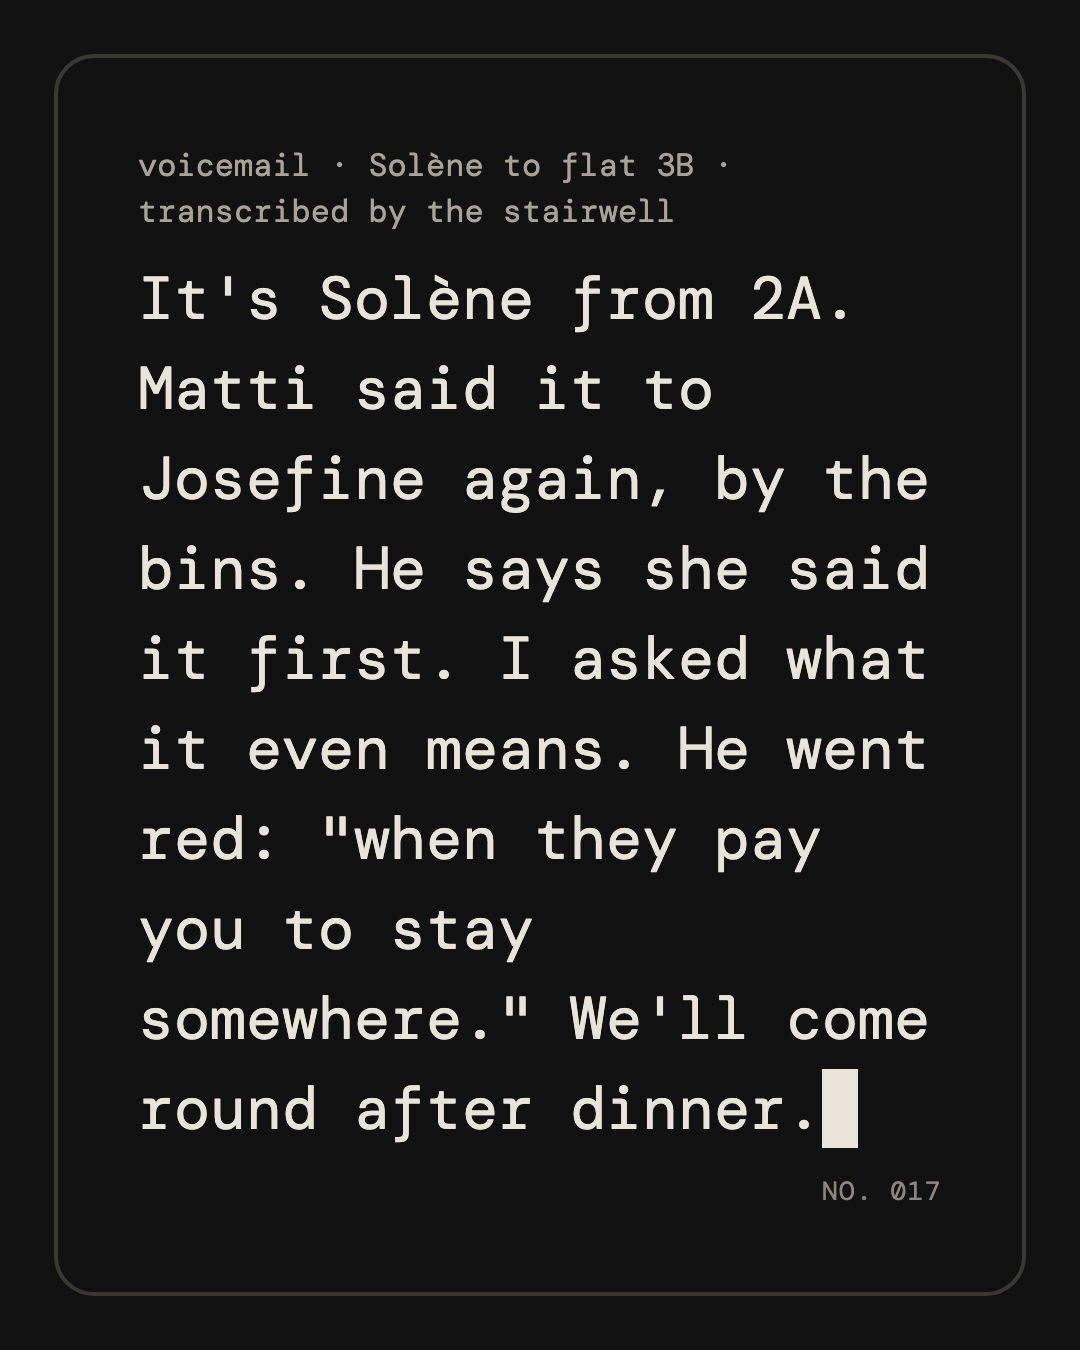 voicemail · Solène to flat 3B ·
transcribed by the stairwell
It's Solène from 2A.
Matti said it to
Josefine again, by the
bins. He says she said
it first. I asked what
it even means. He went
red: "when they pay
you to stay
somewhere." We'll come
round after dinner.
NO. 017